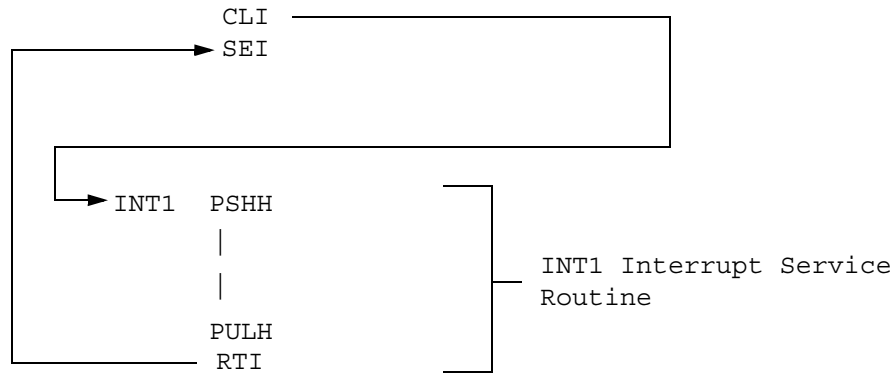 CLI
SEI
INT1 PSHH
|
|
INT1 Interrupt Service
Routine
PULH
RTI